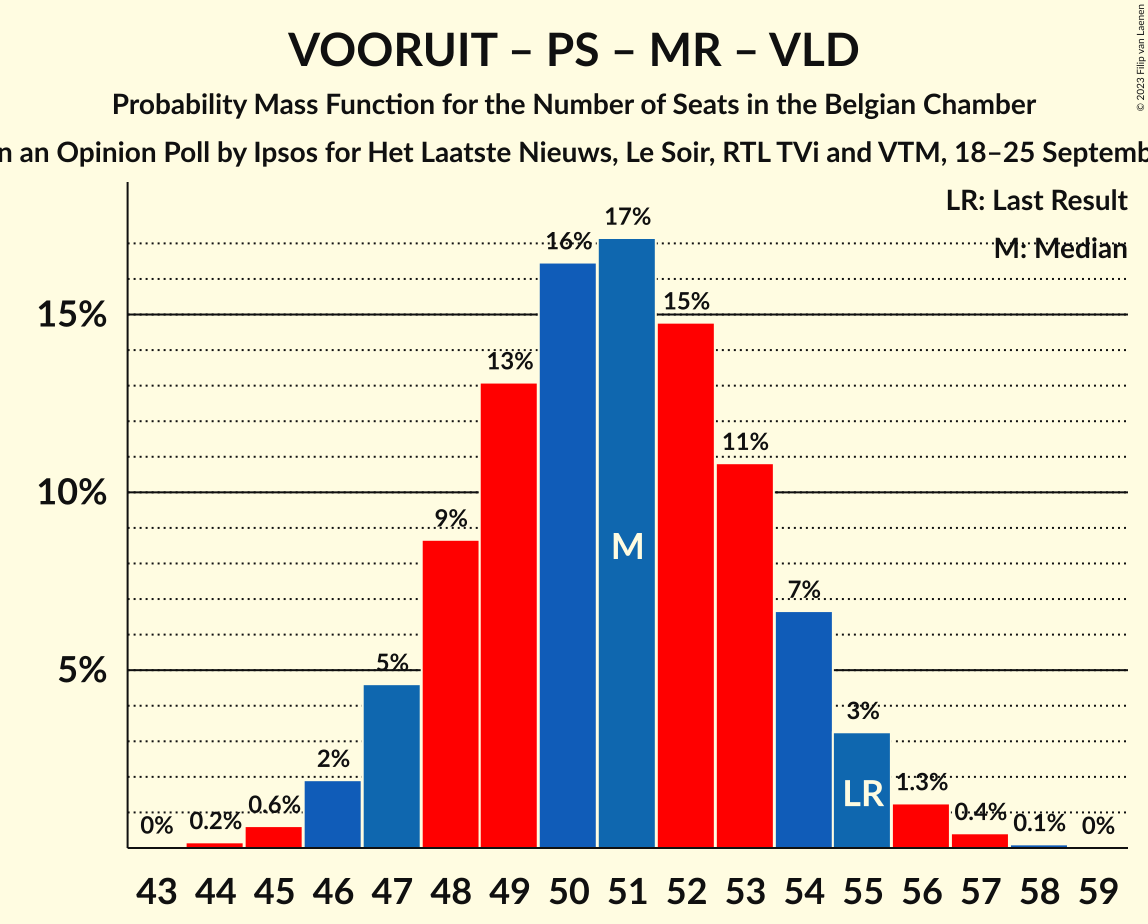 VOORUIT – PS – MR – VLD
Probability Mass Function for the Number of Seats in the Belgian Chamber
an Opinion Poll by Ipsos for Het Laatste Nieuws, Le Soir, RTL TVi and VTM, 18–25
© 2023 Filip van Laenen
LR: Last Result
M: Median
15%
10%
5%
0% 0.2% 0.6% 2% 5% 9% 13% 16% 17% 15% 11% 7% 3% 1.3% 0.4% 0.1% 0%
M
LR
43 44 45 46 47 48 49 50 51 52 53 54 55 56 57 58 59